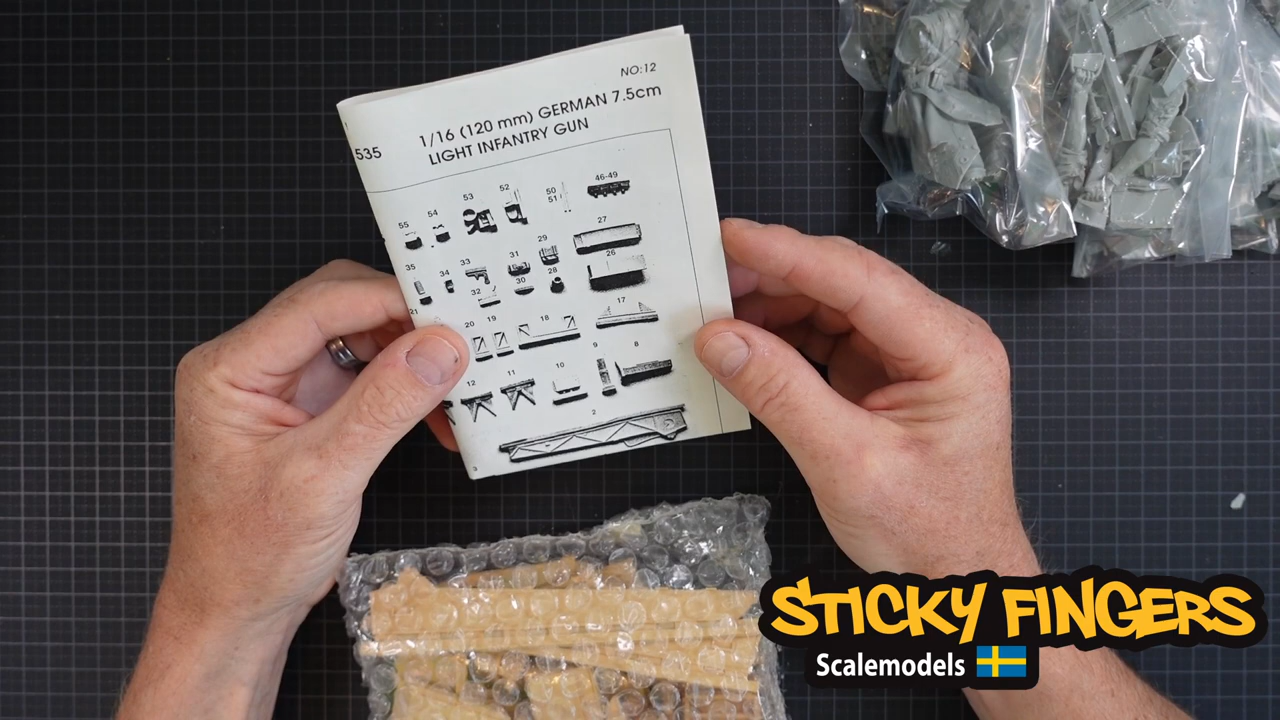 NO:12
535
1/16 (120 mm) GERMAN 7.5cm
LIGHT INFANTRY GUN
55 54 53 52 50 46-49
51
35 34 33 31 29 27
32 30 28 26
21 20 19 18 17
12 11 10 9 8
2
3
STICKY FINGERS
Scalemodels